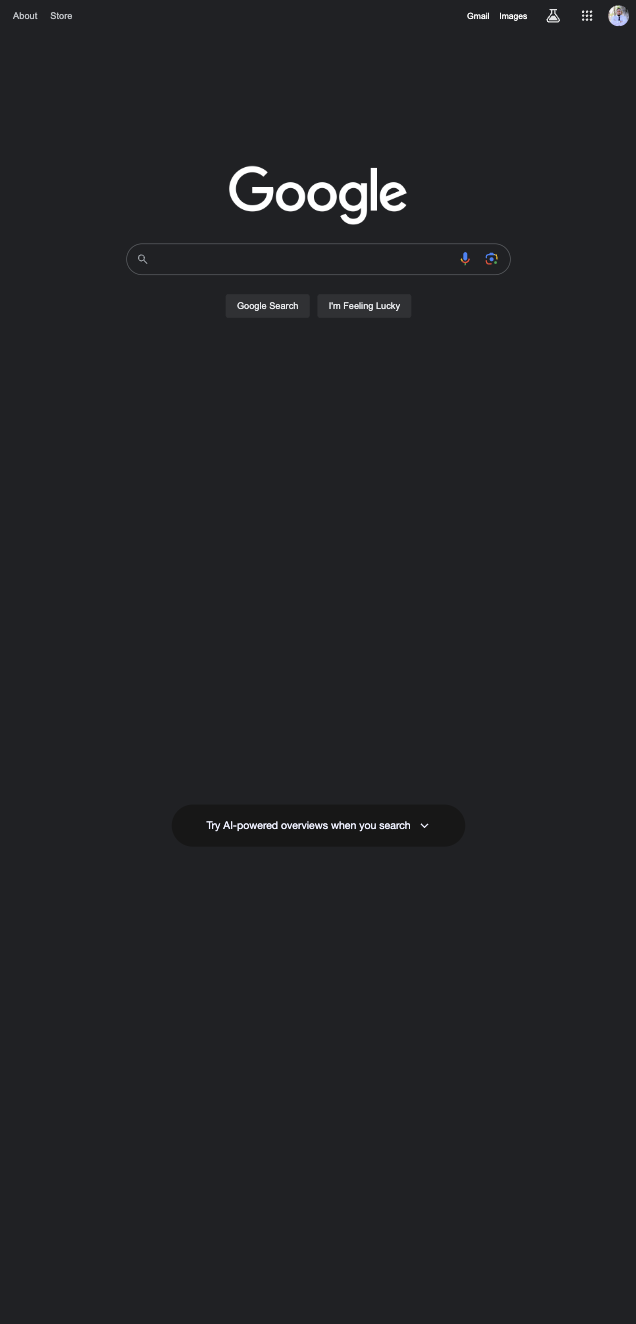 About Store Gmail Images
Google
Google Search I'm Feeling Lucky
Try AI-powered overviews when you search